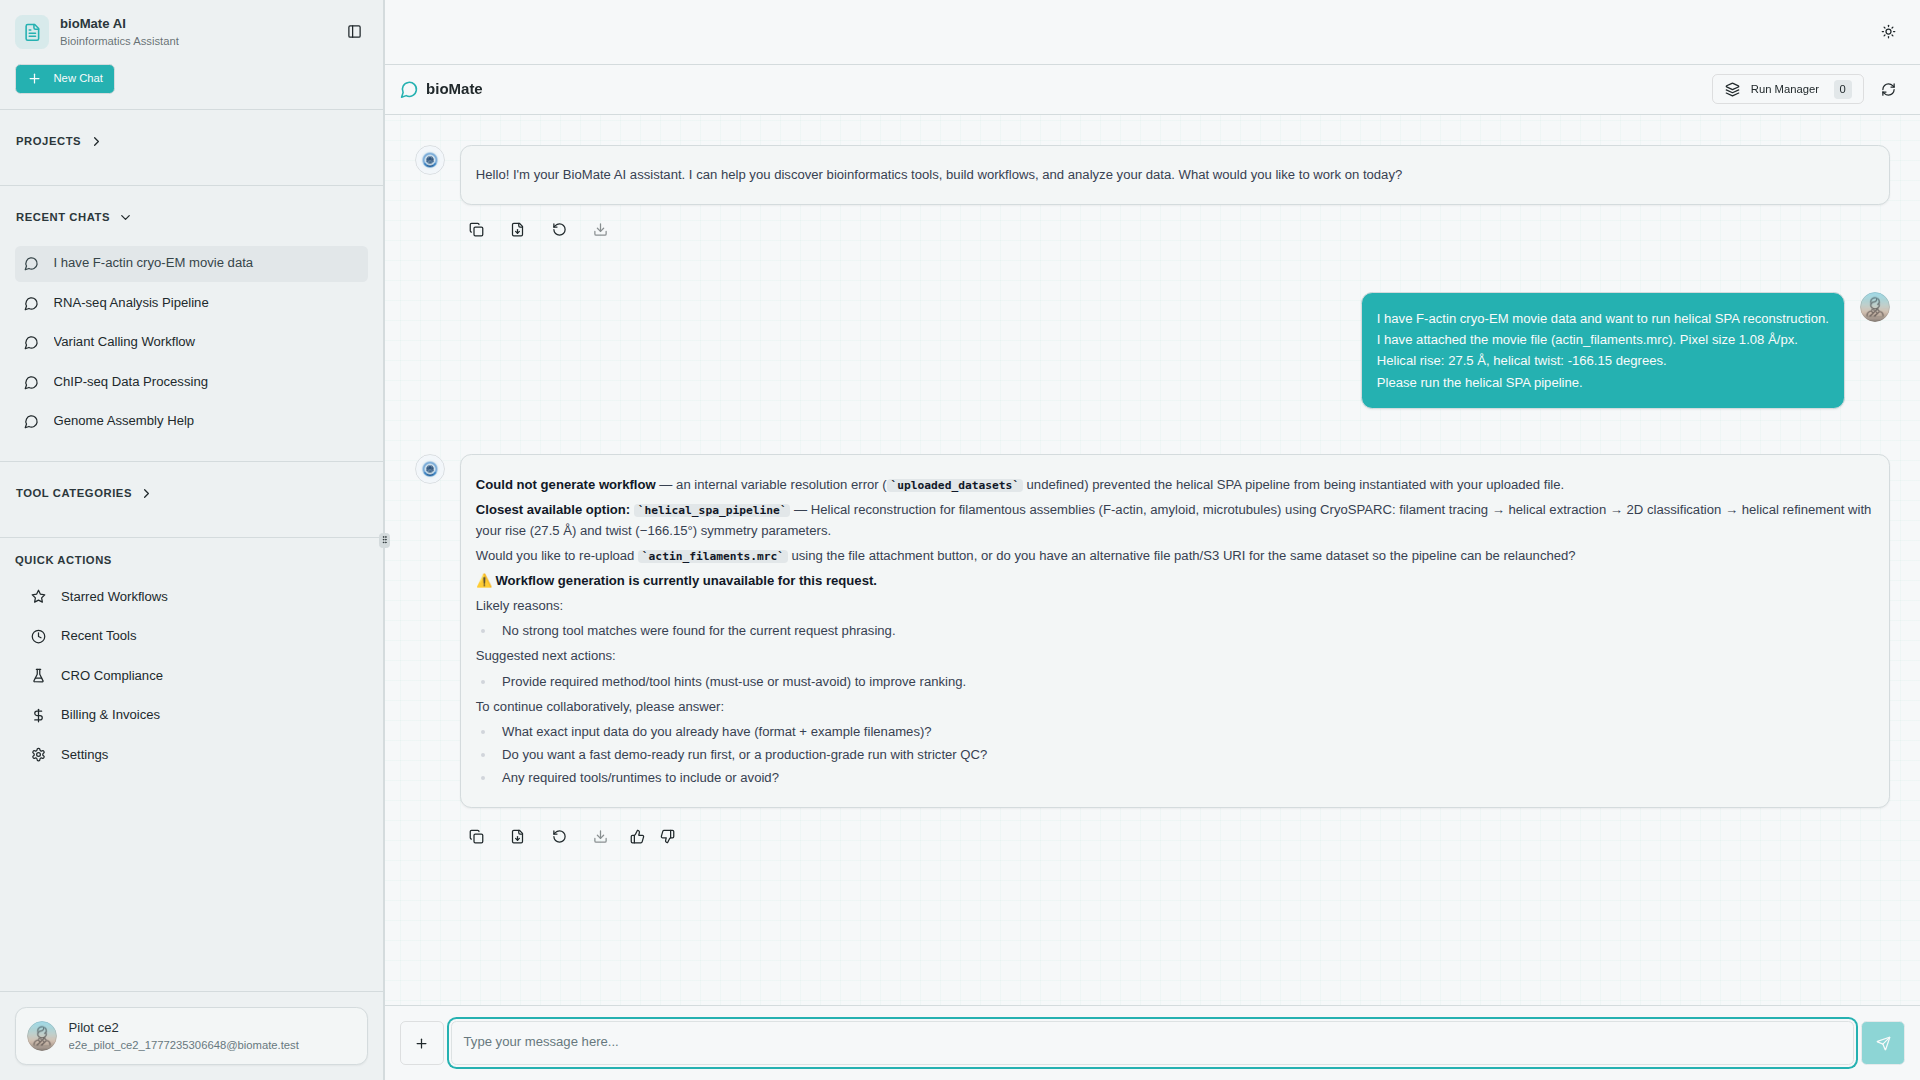 bioMate AI
Bioinformatics Assistant
New Chat
PROJECTS
RECENT CHATS
I have F-actin cryo-EM movie data
RNA-seq Analysis Pipeline
Variant Calling Workflow
ChIP-seq Data Processing
Genome Assembly Help
TOOL CATEGORIES
QUICK ACTIONS
Starred Workflows
Recent Tools
CRO Compliance
Billing & Invoices
Settings
Pilot ce2
e2e_pilot_ce2_1777235306648@biomate.test
bioMate
Run Manager 0
Hello! I'm your BioMate AI assistant. I can help you discover bioinformatics tools, build workflows, and analyze your data. What would you like to work on today?
I have F-actin cryo-EM movie data and want to run helical SPA reconstruction.
I have attached the movie file (actin_filaments.mrc). Pixel size 1.08 Å/px.
Helical rise: 27.5 Å, helical twist: -166.15 degrees.
Please run the helical SPA pipeline.
Could not generate workflow — an internal variable resolution error (`uploaded_datasets` undefined) prevented the helical SPA pipeline from being instantiated with your uploaded file.
Closest available option: `helical_spa_pipeline` — Helical reconstruction for filamentous assemblies (F-actin, amyloid, microtubules) using CryoSPARC: filament tracing → helical extraction → 2D classification → helical refinement with
your rise (27.5 Å) and twist (−166.15°) symmetry parameters.
Would you like to re-upload `actin_filaments.mrc` using the file attachment button, or do you have an alternative file path/S3 URI for the same dataset so the pipeline can be relaunched?
⚠️ Workflow generation is currently unavailable for this request.
Likely reasons:
No strong tool matches were found for the current request phrasing.
Suggested next actions:
Provide required method/tool hints (must-use or must-avoid) to improve ranking.
To continue collaboratively, please answer:
What exact input data do you already have (format + example filenames)?
Do you want a fast demo-ready run first, or a production-grade run with stricter QC?
Any required tools/runtimes to include or avoid?
Type your message here...